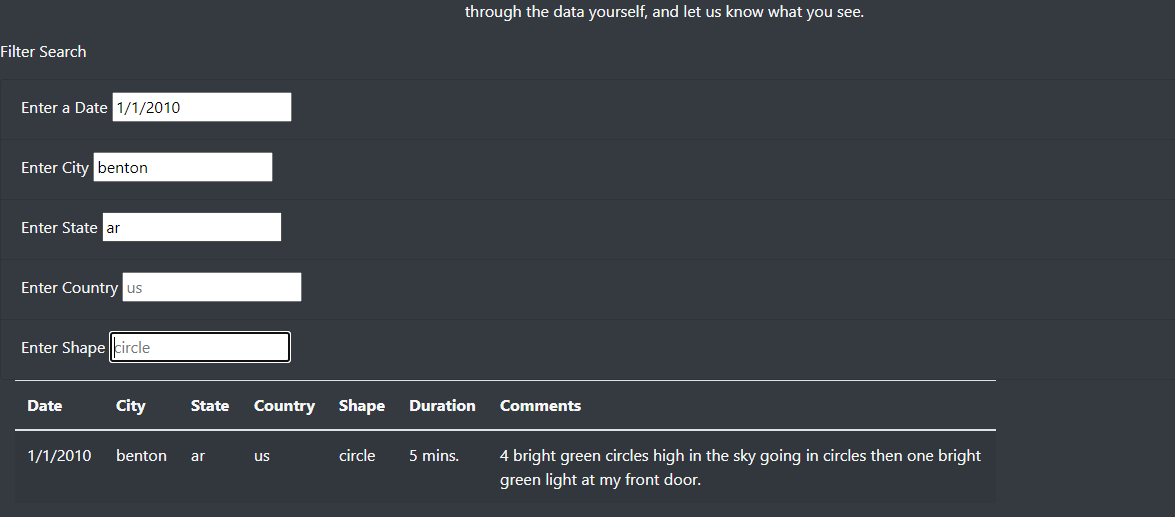 through the data yourself, and let us know what you see.
Filter Search
Enter a Date 1/1/2010
Enter City benton
Enter State ar
Enter Country us
Enter Shape circle
Date City State Country Shape Duration Comments
1/1/2010 benton ar us circle 5 mins. 4 bright green circles high in the sky going in circles then one bright
green light at my front door.